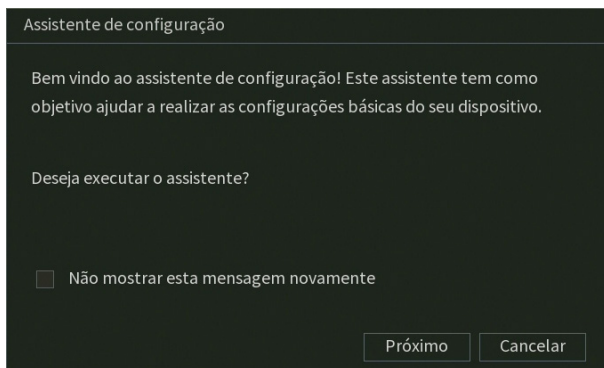 Assistente de configuração
Bem vindo ao assistente de configuração! Este assistente tem como
objetivo ajudar a realizar as configurações básicas do seu dispositivo.
Deseja executar o assistente?
Não mostrar esta mensagem novamente
Próximo Cancelar